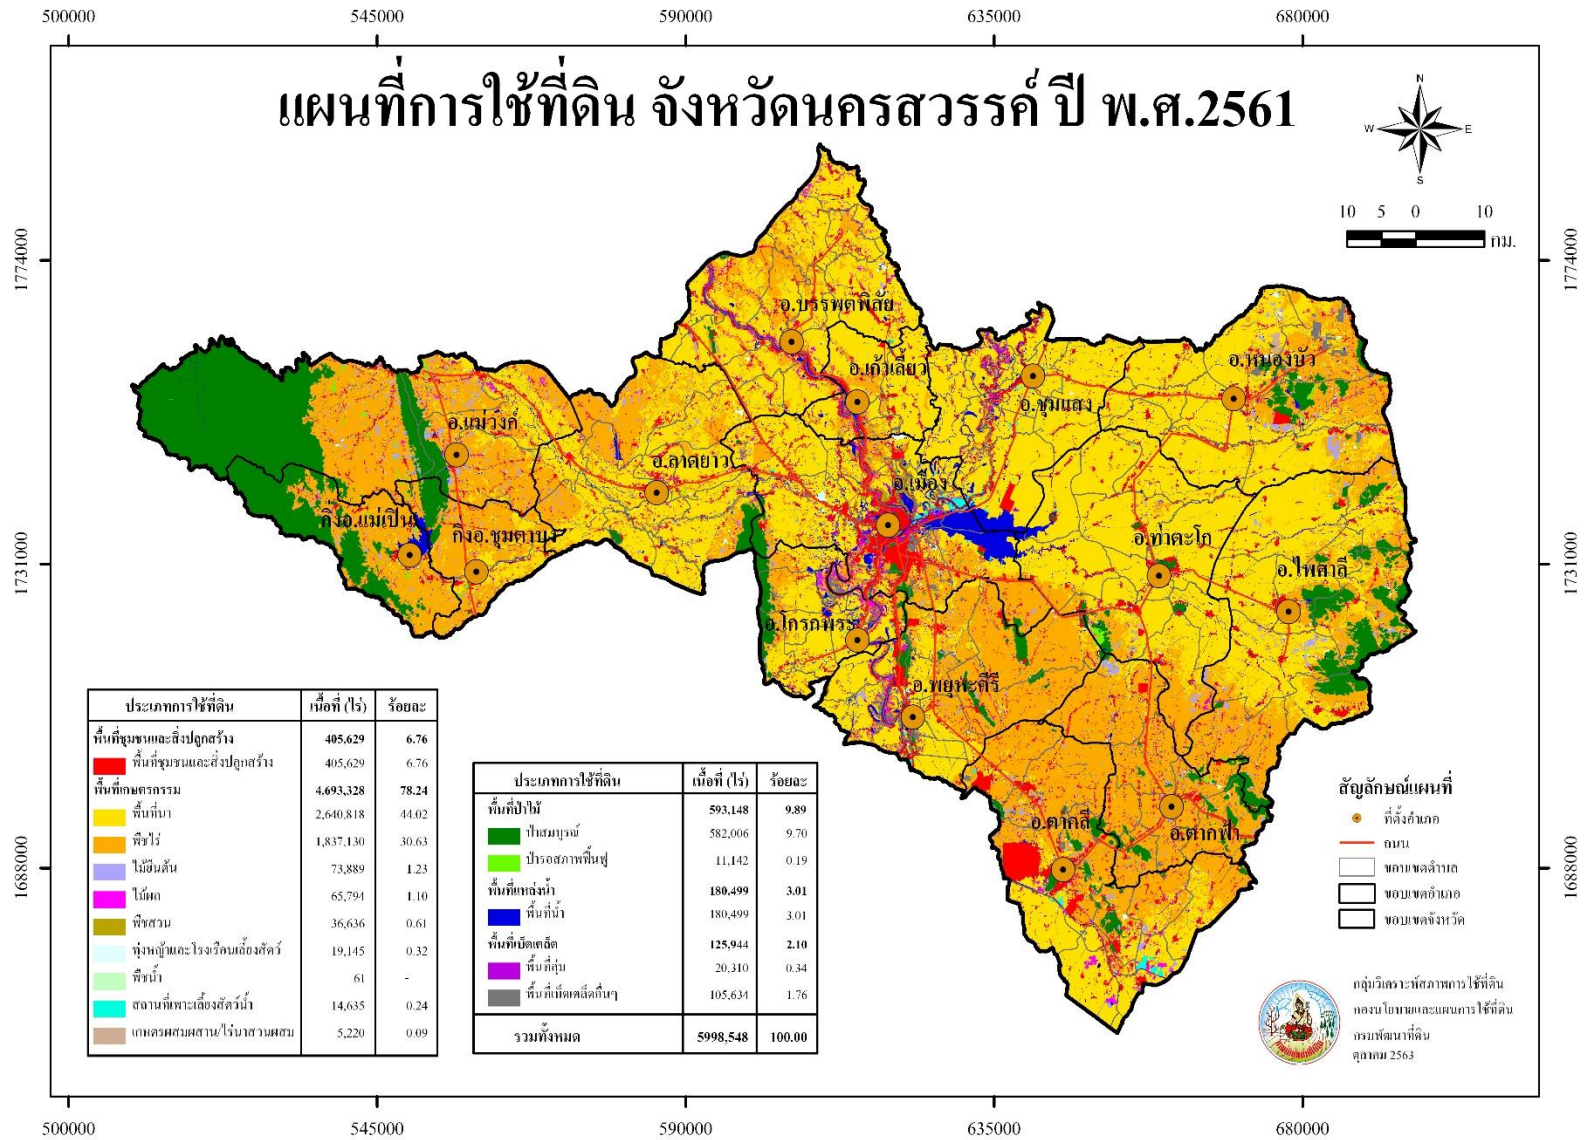 500000 545000 590000 635000 680000
แผนที่การใช้ที่ดิน จังหวัดนครสวรรค์ ปี พ.ศ.2561
N
W E
S
10 5 0 10
กม.
1774000 1774000
อ.บรรพตพิสัย
อ.เก้าเลี้ยว
อ.หนองบัว
อ.ชุมแสง
อ.แม่วงก์
อ.ลาดยาว
อ.เมือง
กิ่งอ.แม่เปิน
กิ่งอ.ชุมตาบง
อ.ท่าตะโก
อ.ไพศาลี
1731000 1731000
อ.โกรกพระ
อ.พยุหะคีรี
อ.ตาคลี
อ.ตากฟ้า
1688000 1688000
ประเภทการใช้ที่ดิน เนื้อที่ (ไร่) ร้อยละ
พื้นที่ชุมชนและสิ่งปลูกสร้าง 405,629 6.76
พื้นที่ชุมชนและสิ่งปลูกสร้าง 405,629 6.76
พื้นที่เกษตรกรรม 4,693,328 78.24
พื้นที่นา 2,640,818 44.02
พืชไร่ 1,837,130 30.63
ไม้ยืนต้น 73,889 1.23
ไม้ผล 65,794 1.10
พืชสวน 36,636 0.61
ทุ่งหญ้าและโรงเรือนเลี้ยงสัตว์ 19,145 0.32
พืชน้ำ 61 -
สถานที่เพาะเลี้ยงสัตว์น้ำ 14,635 0.24
เกษตรผสมผสาน/ไร่นาสวนผสม 5,220 0.09
ประเภทการใช้ที่ดิน เนื้อที่ (ไร่) ร้อยละ
พื้นที่ป่าไม้ 593,148 9.89
ป่าสมบูรณ์ 582,006 9.70
ป่ารอสภาพฟื้นฟู 11,142 0.19
พื้นที่แหล่งน้ำ 180,499 3.01
พื้นที่น้ำ 180,499 3.01
พื้นที่เบ็ดเตล็ด 125,944 2.10
พื้นที่ลุ่ม 20,310 0.34
พื้นที่เบ็ดเตล็ดอื่นๆ 105,634 1.76
รวมทั้งหมด 5998,548 100.00
สัญลักษณ์แผนที่
ที่ตั้งอำเภอ
ถนน
ขอบเขตตำบล
ขอบเขตอำเภอ
ขอบเขตจังหวัด
กลุ่มวิเคราะห์สภาพการใช้ที่ดิน
กองนโยบายและแผนการใช้ที่ดิน
กรมพัฒนาที่ดิน
ตุลาคม 2563
500000 545000 590000 635000 680000